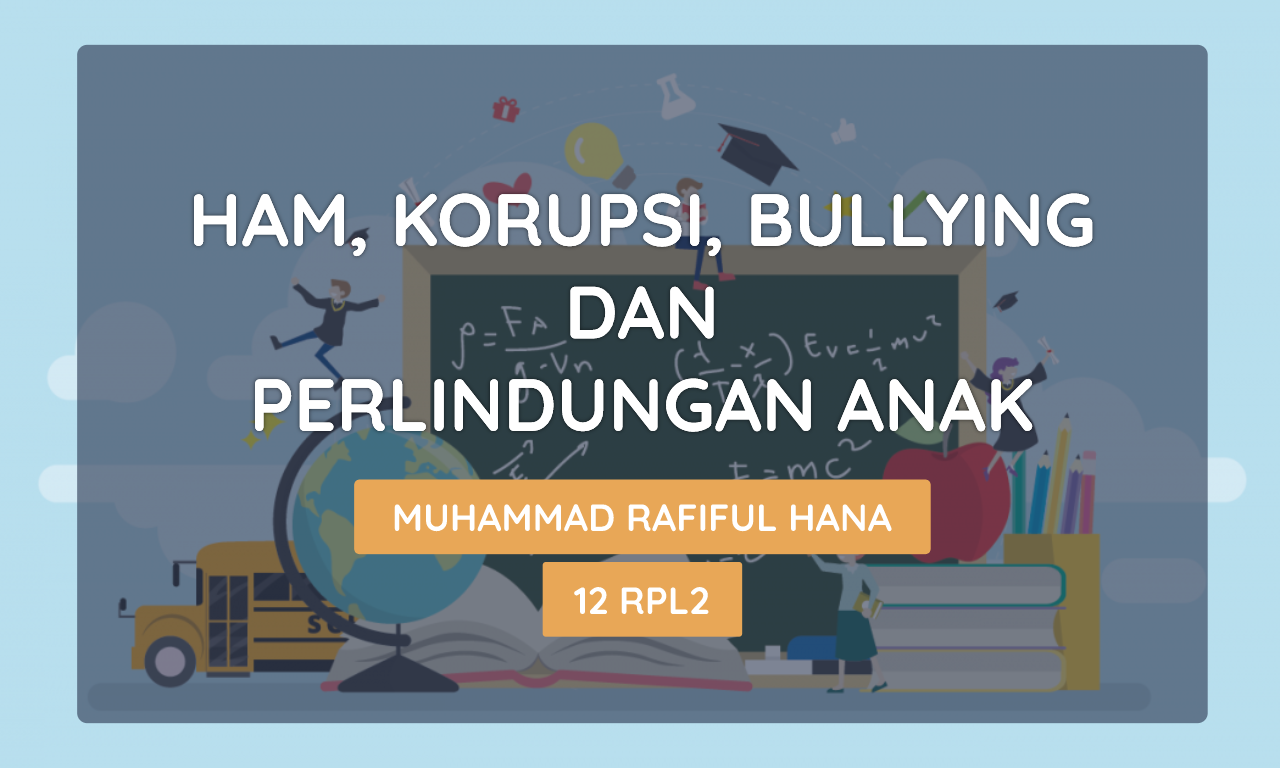 HAM, KORUPSI, BULLYING
DAN
PERLINDUNGAN ANAK
MUHAMMAD RAFIFUL HANA
12 RPL2